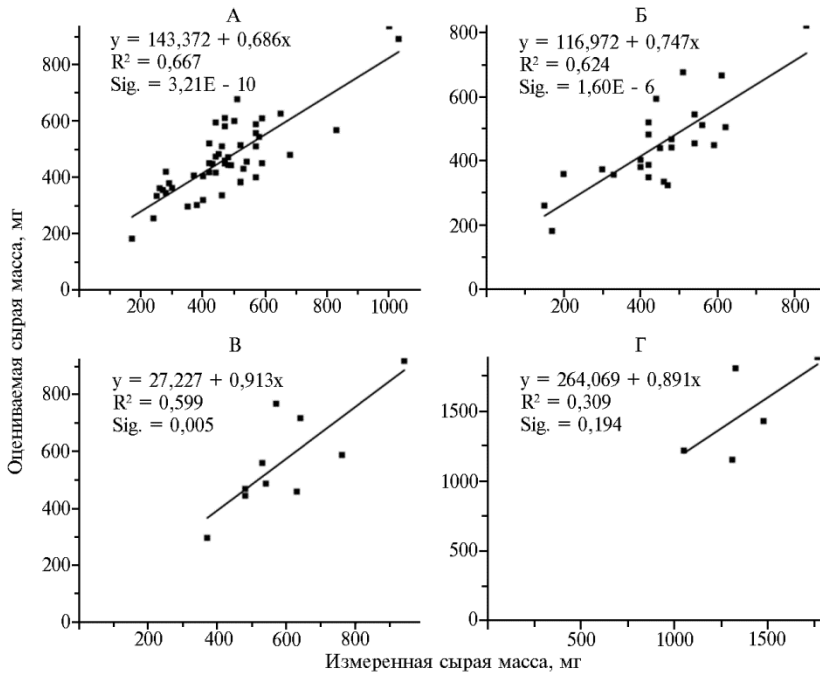 А
y = 143,372 + 0,686x
R² = 0,667
Sig. = 3,21E - 10
800
600
400
200
0
200 400 600 800 1000
Б
y = 116,972 + 0,747x
R² = 0,624
Sig. = 1,60E - 6
800
600
400
200
0
200 400 600 800
В
y = 27,227 + 0,913x
R² = 0,599
Sig. = 0,005
800
600
400
200
0
200 400 600 800
Г
y = 264,069 + 0,891x
R² = 0,309
Sig. = 0,194
1500
1000
500
0
500 1000 1500
Оцениваемая сырая масса, мг
Измеренная сырая масса, мг